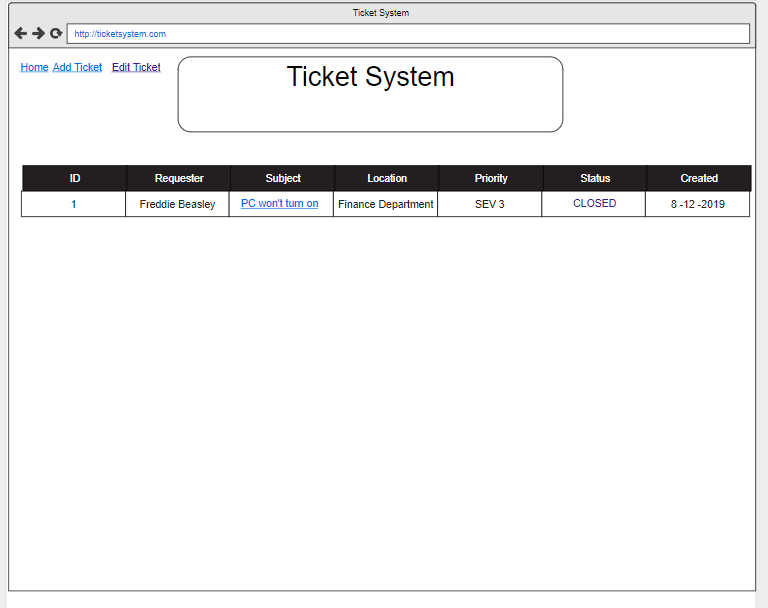 Ticket System
http://ticketsystem.com
Home Add Ticket Edit Ticket
Ticket System
ID Requester Subject Location Priority Status Created
1 Freddie Beasley PC won't turn on Finance Department SEV 3 CLOSED 8 -12 -2019